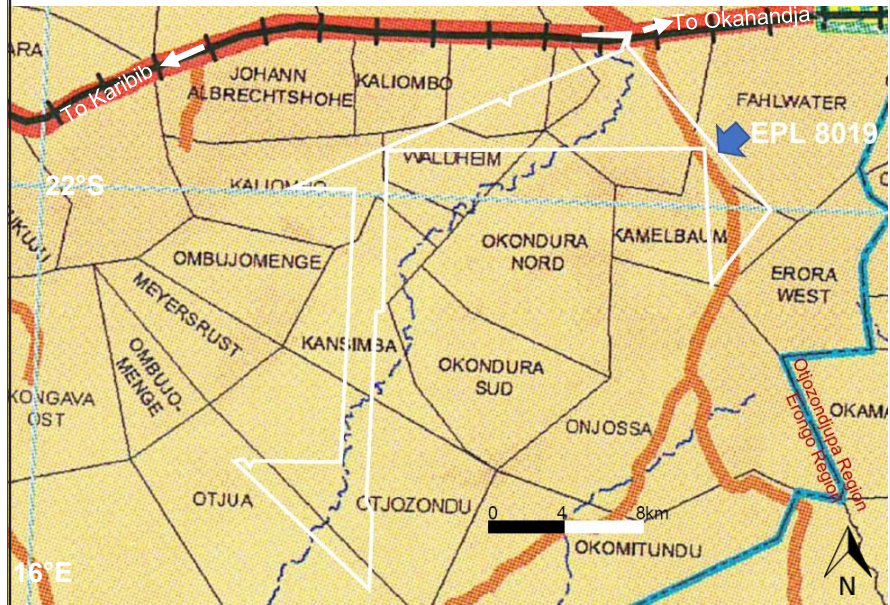 To Okahandja
To Karibib
ARA
JOHANN
ALBRECHTSHOHE
KALIOMBO
FAHLWATER
EPL 8019
WALDHEIM
22°S
KALIOMBO
UKUJU
OMBUJOMENGE
OKONDURA
NORD
KAMELBAUM
ERORA
WEST
MEYERSRUST
KANSIMBA
OMBUJO-
MENGE
OKONDURA
SUD
KONGAVA
OST
ONJOSSA
Otjozondjupa Region
Erongo Region
OKAMA
OTJUA
OTJOZONDU
0 4 8km
OKOMITUNDU
16°E
N